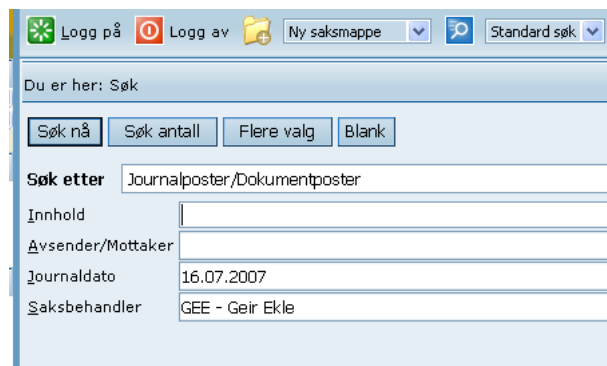 Logg på Logg av Ny saksmappe Standard søk
Du er her: Søk
Søk nå Søk antall Flere valg Blank
Søk etter Journalposter/Dokumentposter
Innhold
Avsender/Mottaker
Journaldato 16.07.2007
Saksbehandler GEE - Geir Ekle